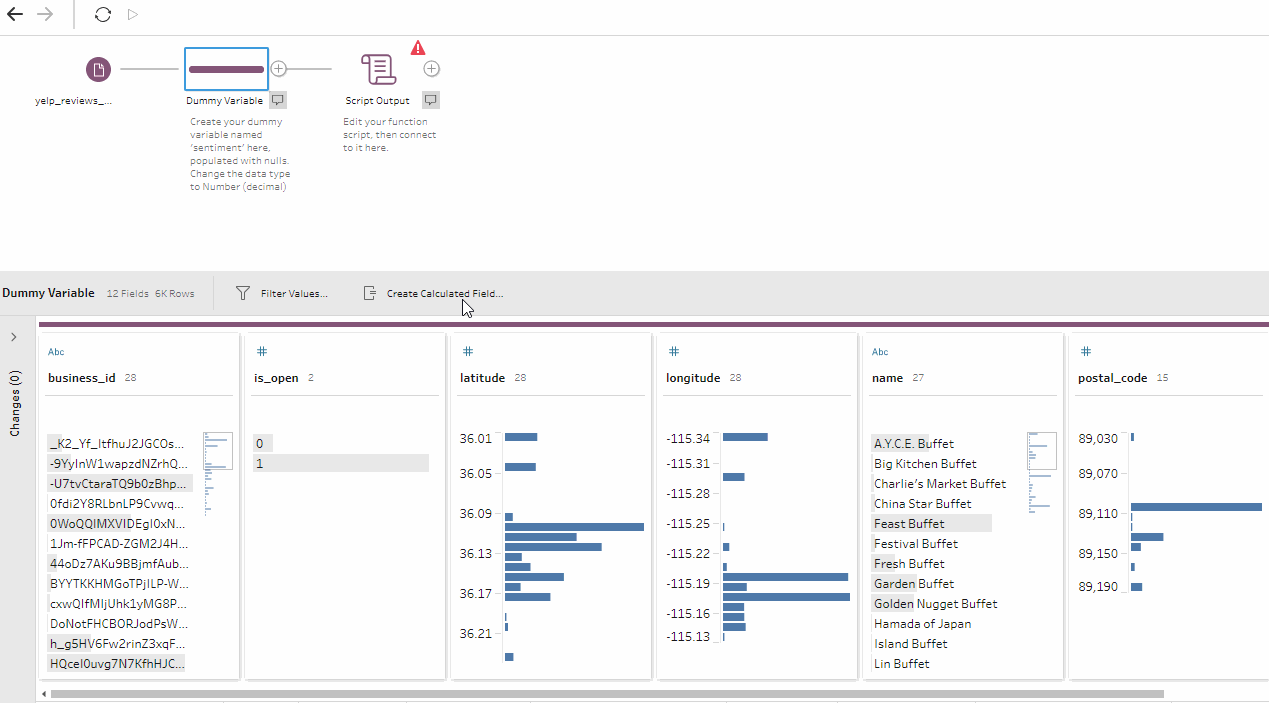 yelp_reviews_...
Dummy Variable
Script Output
Create your dummy
variable named
‘sentiment’ here,
populated with nulls.
Change the data type
to Number (decimal)
Edit your function
script, then connect
to it here.
Dummy Variable 12 Fields 6K Rows Filter Values... Create Calculated Field...
Changes (0)
Abc
business_id 28
_K2_Yf_ItfhuJ2JGCOs...
-9YyInW1wapzdNZrhQ...
-U7tvCtaraTQ9b0zBhp...
0fdi2Y8RLbnLP9Cvwq...
0WoQQIMXVIDEgI0xN...
1Jm-fFPCAD-ZGM2J4H...
44oDz7AKu9BBjmfAub...
BYYTKKHMGoTPjILP-W...
cxwQIfMIjUhk1yMG8P...
DoNotFHCBORJodPsW...
h_g5HV6Fw2rinZ3xqF...
HQceI0uvg7N7KfhHJC...
#
is_open 2
0
1
#
latitude 28
36.01
36.05
36.09
36.13
36.17
36.21
#
longitude 28
-115.34
-115.31
-115.28
-115.25
-115.22
-115.19
-115.16
-115.13
Abc
name 27
A.Y.C.E. Buffet
Big Kitchen Buffet
Charlie’s Market Buffet
China Star Buffet
Feast Buffet
Festival Buffet
Fresh Buffet
Garden Buffet
Golden Nugget Buffet
Hamada of Japan
Island Buffet
Lin Buffet
#
postal_code 15
89,030
89,070
89,110
89,150
89,190